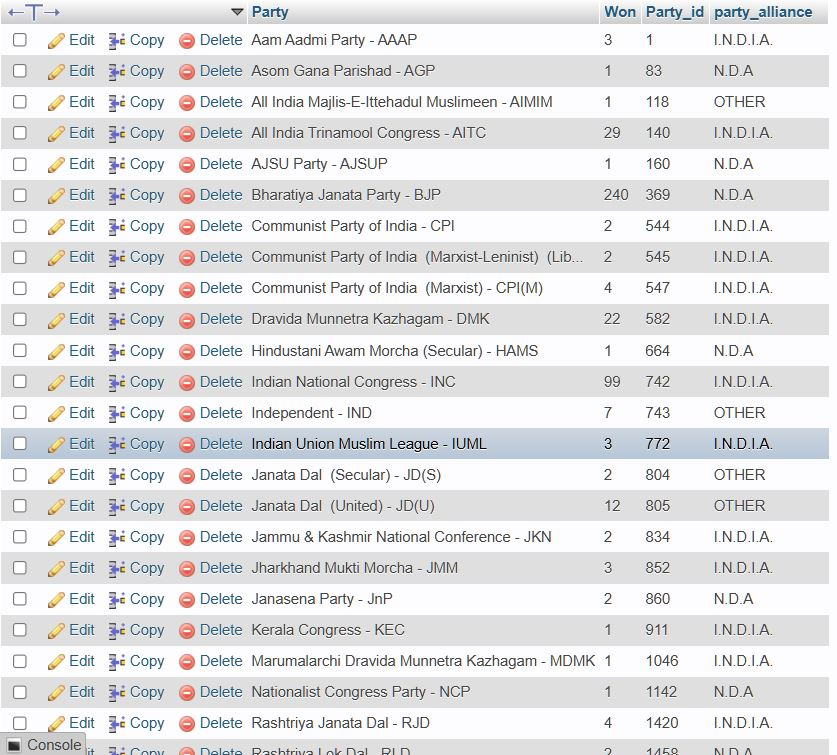 ←T→ Party Won Party_id party_alliance
Edit Copy Delete Aam Aadmi Party - AAAP 3 1 I.N.D.I.A.
Edit Copy Delete Asom Gana Parishad - AGP 1 83 N.D.A
Edit Copy Delete All India Majlis-E-Ittehadul Muslimeen - AIMIM 1 118 OTHER
Edit Copy Delete All India Trinamool Congress - AITC 29 140 I.N.D.I.A.
Edit Copy Delete AJSU Party - AJSUP 1 160 N.D.A
Edit Copy Delete Bharatiya Janata Party - BJP 240 369 N.D.A
Edit Copy Delete Communist Party of India - CPI 2 544 I.N.D.I.A.
Edit Copy Delete Communist Party of India (Marxist-Leninist) (Lib... 2 545 I.N.D.I.A.
Edit Copy Delete Communist Party of India (Marxist) - CPI(M) 4 547 I.N.D.I.A.
Edit Copy Delete Dravida Munnetra Kazhagam - DMK 22 582 I.N.D.I.A.
Edit Copy Delete Hindustani Awam Morcha (Secular) - HAMS 1 664 N.D.A
Edit Copy Delete Indian National Congress - INC 99 742 I.N.D.I.A.
Edit Copy Delete Independent - IND 7 743 OTHER
Edit Copy Delete Indian Union Muslim League - IUML 3 772 I.N.D.I.A.
Edit Copy Delete Janata Dal (Secular) - JD(S) 2 804 OTHER
Edit Copy Delete Janata Dal (United) - JD(U) 12 805 OTHER
Edit Copy Delete Jammu & Kashmir National Conference - JKN 2 834 I.N.D.I.A.
Edit Copy Delete Jharkhand Mukti Morcha - JMM 3 852 I.N.D.I.A.
Edit Copy Delete Janasena Party - JnP 2 860 N.D.A
Edit Copy Delete Kerala Congress - KEC 1 911 I.N.D.I.A.
Edit Copy Delete Marumalarchi Dravida Munnetra Kazhagam - MDMK 1 1046 I.N.D.I.A.
Edit Copy Delete Nationalist Congress Party - NCP 1 1142 N.D.A
Edit Copy Delete Rashtriya Janata Dal - RJD 4 1420 I.N.D.I.A.
Console Edit Copy Delete Rashtriya Lok Dal - RLD 2 1458 N.D.A